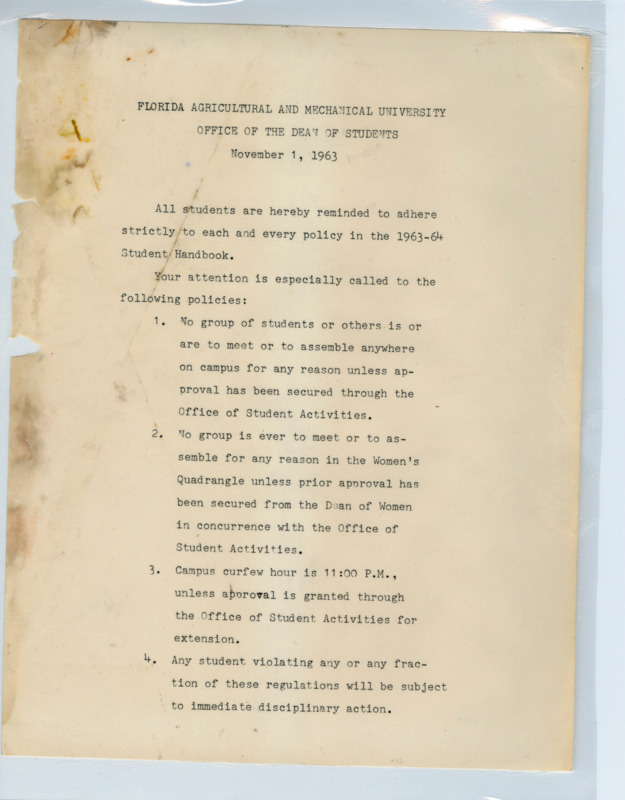 FLORIDA AGRICULTURAL AND MECHANICAL UNIVERSITY
OFFICE OF THE DEAN OF STUDENTS
November 1, 1963
All students are hereby reminded to adhere
strictly to each and every policy in the 1963-64
Student Handbook.
Your attention is especially called to the
following policies:
1. No group of students or others is or
are to meet or to assemble anywhere
on campus for any reason unless ap-
proval has been secured through the
Office of Student Activities.
2. No group is ever to meet or to as-
semble for any reason in the Women's
Quadrangle unless prior approval has
been secured from the Dean of Women
in concurrence with the Office of
Student Activities.
3. Campus curfew hour is 11:00 P.M.,
unless approval is granted through
the Office of Student Activities for
extension.
4. Any student violating any or any frac-
tion of these regulations will be subject
to immediate disciplinary action.